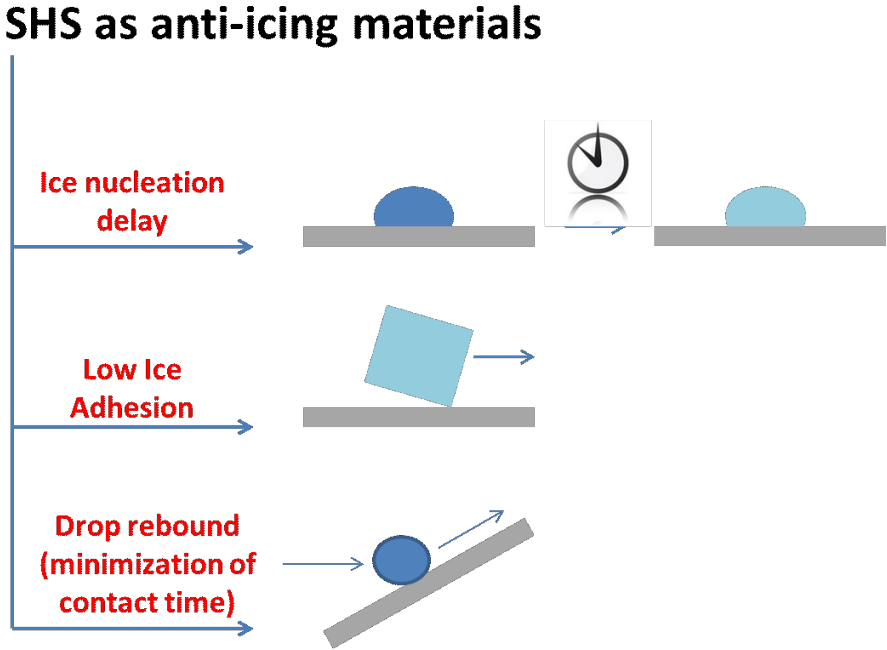 SHS as anti-icing materials
Ice nucleation
delay
Low Ice
Adhesion
Drop rebound
(minimization of
contact time)